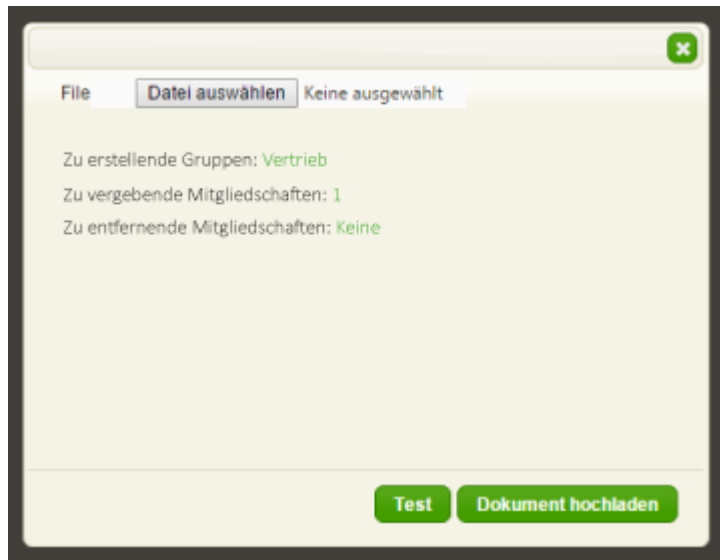 File Datei auswählen Keine ausgewählt
Zu erstellende Gruppen: Vertrieb
Zu vergebende Mitgliedschaften: 1
Zu entfernende Mitgliedschaften: Keine
Test Dokument hochladen